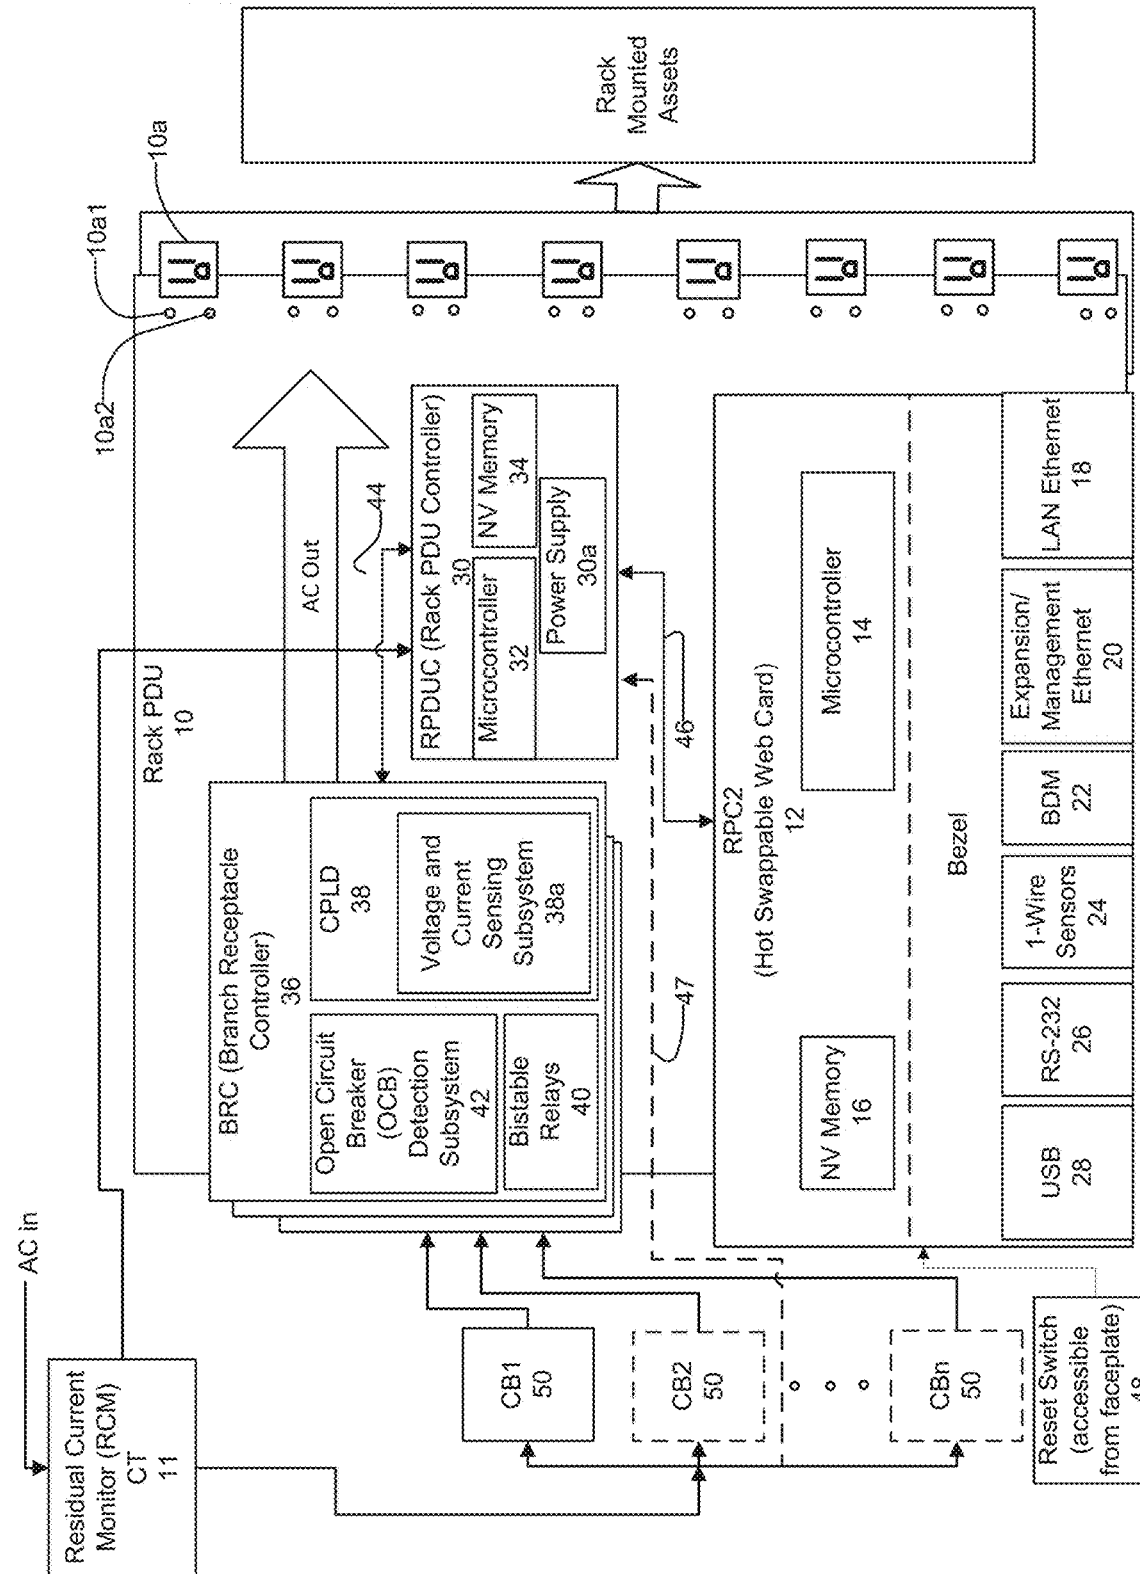 AC in
Residual Current
Monitor (RCM)
CT
11
Rack PDU
10
10a2
10a1
10a
BRC (Branch Receptacle
Controller)
36
Open Circuit
Breaker
(OCB)
Detection
Subsystem
42
Bistable
Relays
40
CPLD
38
Voltage and
Current
Sensing
Subsystem
38a
AC Out
44
RPDUC (Rack PDU Controller)
30
Microcontroller
32
NV Memory
34
Power Supply
30a
Rack
Mounted
Assets
CB1
50
CB2
50
CBn
50
47
46
RPC2
(Hot Swappable Web Card)
12
NV Memory
16
Microcontroller
14
Bezel
USB
28
RS-232
26
1-Wire
Sensors
24
BDM
22
Expansion/
Management
Ethernet
20
LAN Ethernet
18
Reset Switch
(accessible
from faceplate)